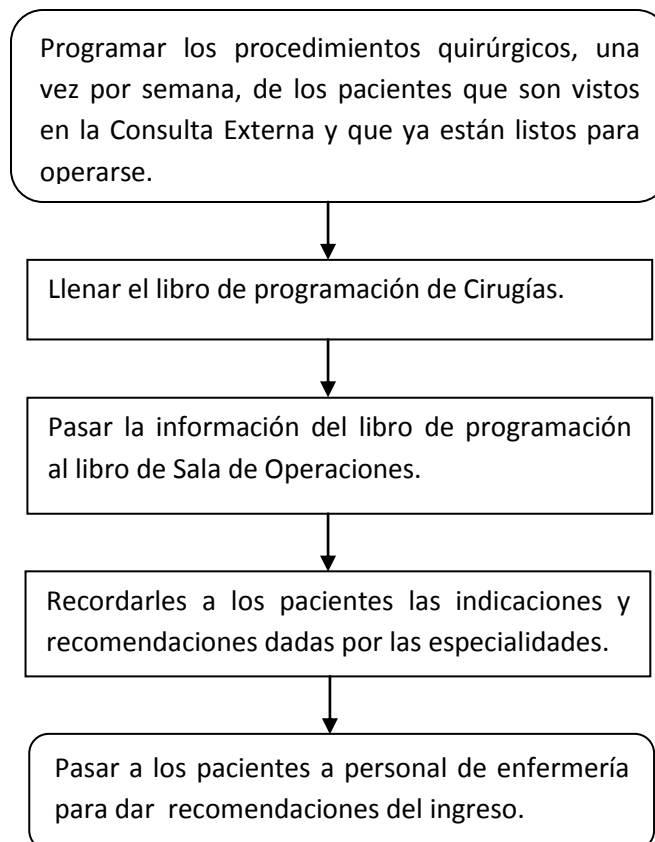 Programar los procedimientos quirúrgicos, una
vez por semana, de los pacientes que son vistos
en la Consulta Externa y que ya están listos para
operarse.
Llenar el libro de programación de Cirugías.
Pasar la información del libro de programación
al libro de Sala de Operaciones.
Recordarles a los pacientes las indicaciones y
recomendaciones dadas por las especialidades.
Pasar a los pacientes a personal de enfermería
para dar recomendaciones del ingreso.